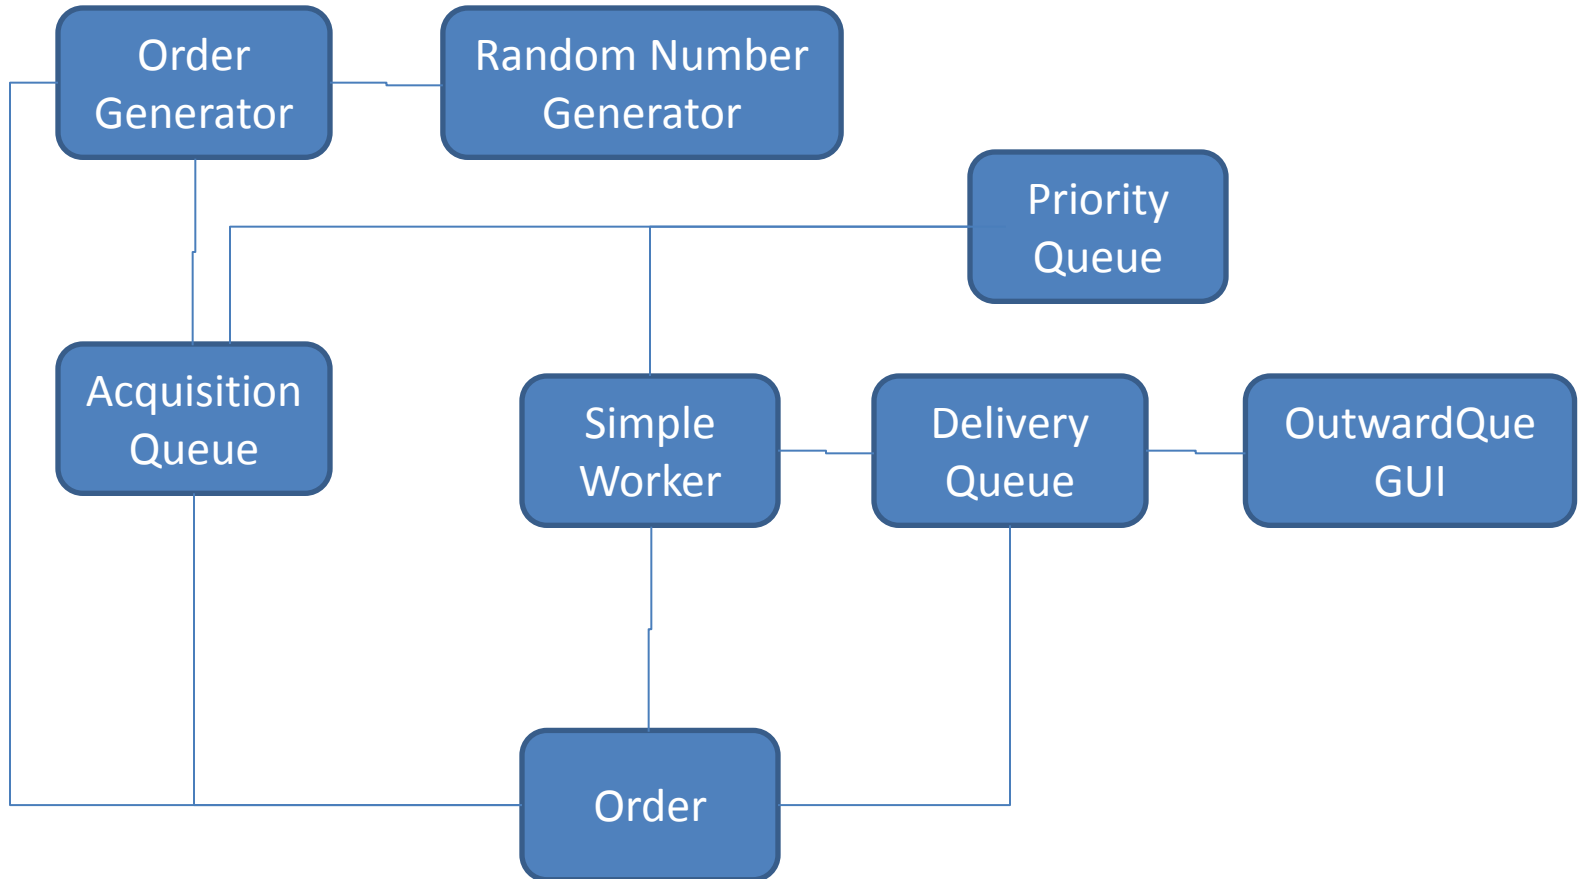 Order
Generator
Random Number
Generator
Priority
Queue
Acquisition
Queue
Simple
Worker
Delivery
Queue
OutwardQue
GUI
Order